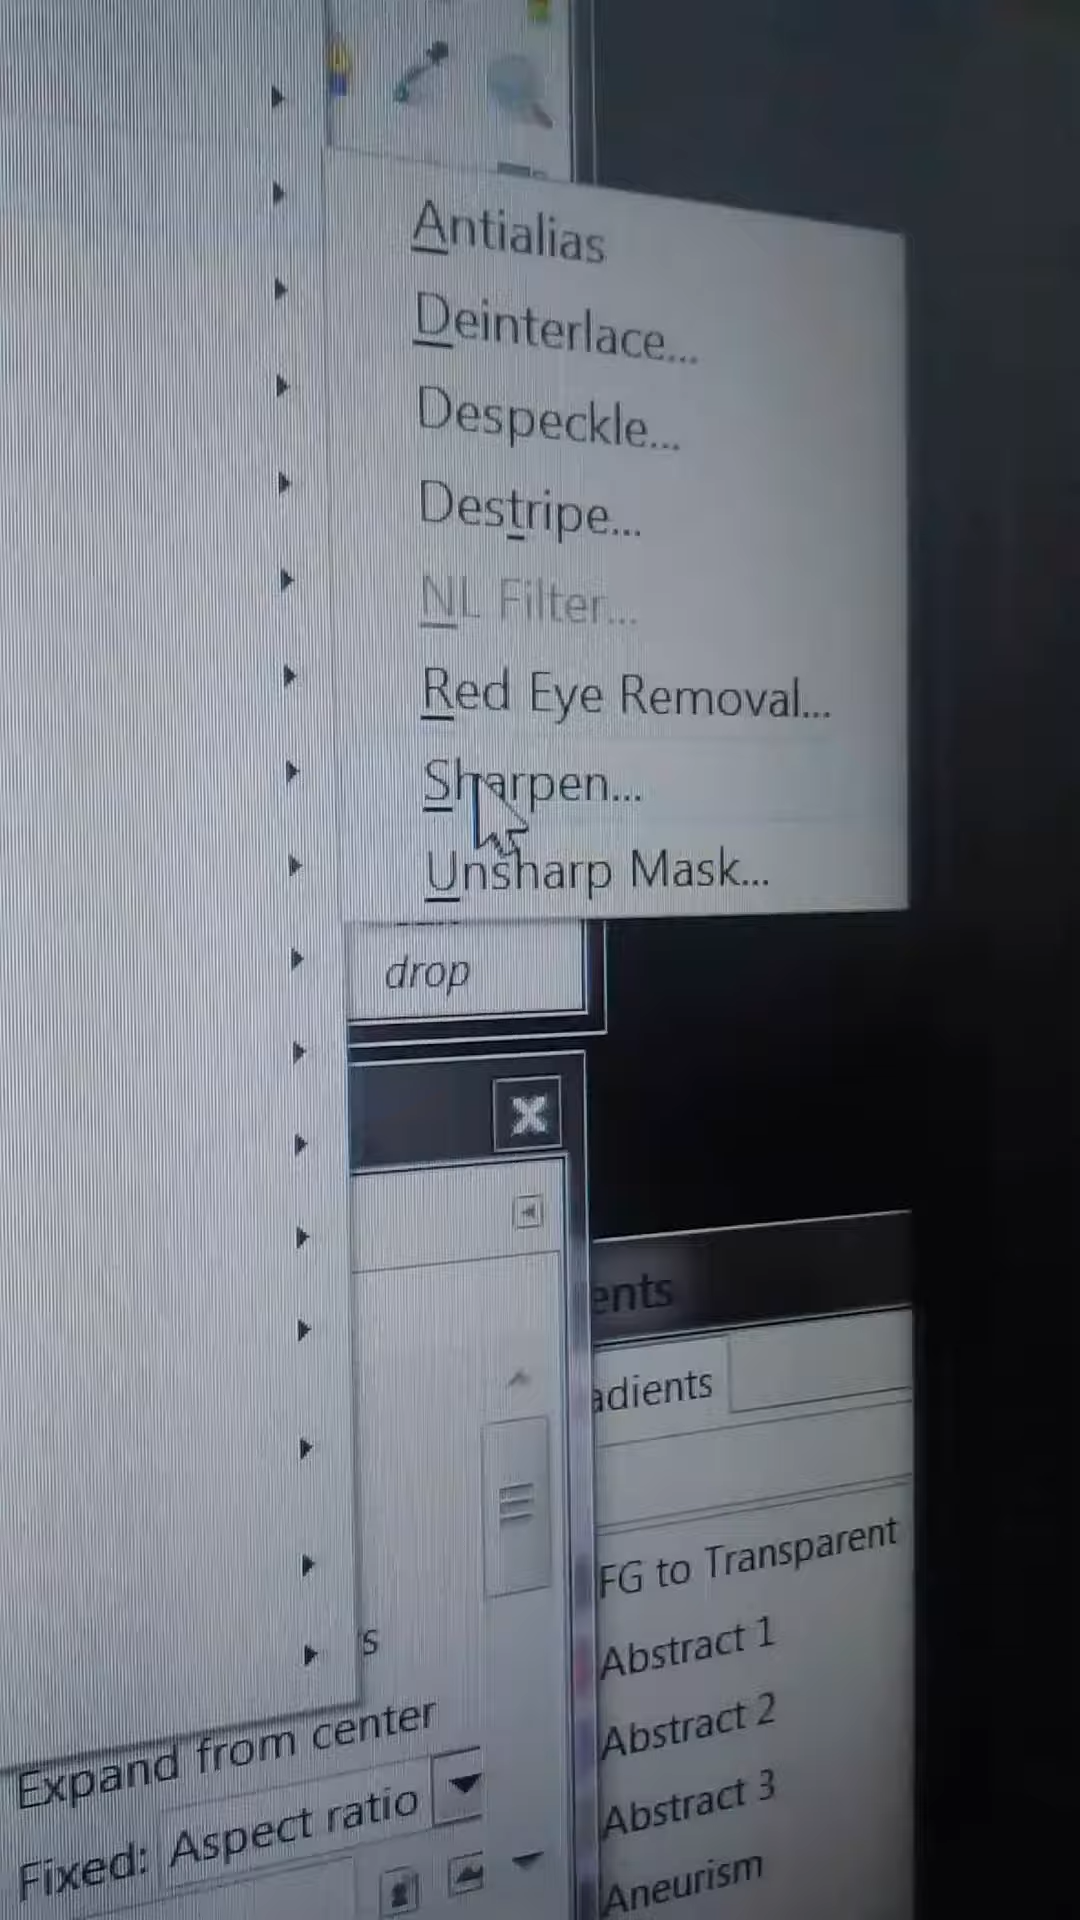 Antialias
Deinterlace...
Despeckle...
Destripe...
NL Filter...
Red Eye Removal...
Sharpen...
Unsharp Mask...
drop
ents
adients
FG to Transparent
Abstract 1
s
Abstract 2
Expand from center
Abstract 3
Fixed: Aspect ratio
Aneurism